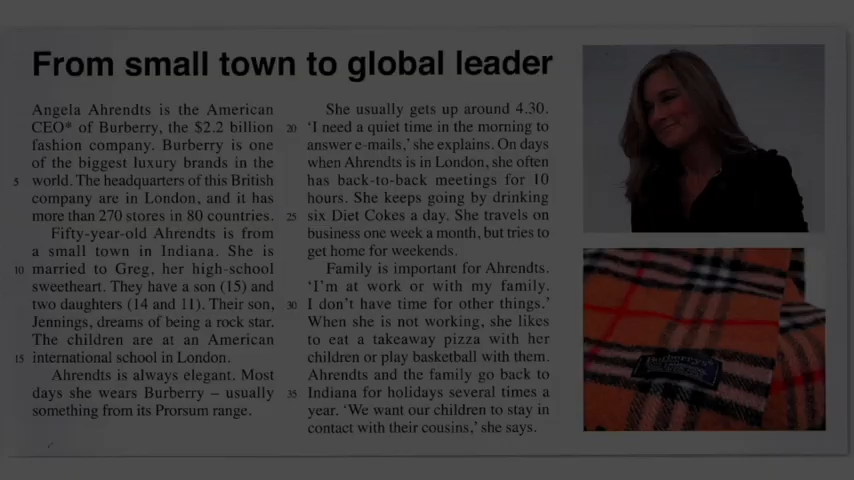 From small town to global leader
Angela Ahrendts is the American
CEO* of Burberry, the $2.2 billion
fashion company. Burberry is one
of the biggest luxury brands in the
5 world. The headquarters of this British
company are in London, and it has
more than 270 stores in 80 countries.
Fifty-year-old Ahrendts is from
a small town in Indiana. She is
10 married to Greg, her high-school
sweetheart. They have a son (15) and
two daughters (14 and 11). Their son,
Jennings, dreams of being a rock star.
The children are at an American
15 international school in London.
Ahrendts is always elegant. Most
days she wears Burberry – usually
something from its Prorsum range.
She usually gets up around 4.30.
20 ‘I need a quiet time in the morning to
answer e-mails,’ she explains. On days
when Ahrendts is in London, she often
has back-to-back meetings for 10
hours. She keeps going by drinking
25 six Diet Cokes a day. She travels on
business one week a month, but tries to
get home for weekends.
Family is important for Ahrendts.
‘I’m at work or with my family.
30 I don’t have time for other things.’
When she is not working, she likes
to eat a takeaway pizza with her
children or play basketball with them.
Ahrendts and the family go back to
35 Indiana for holidays several times a
year. ‘We want our children to stay in
contact with their cousins,’ she says.
Burberrys